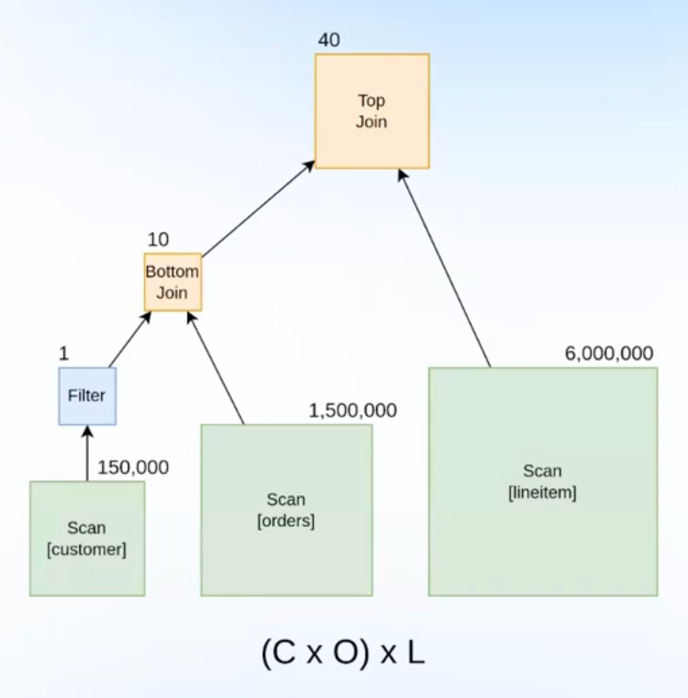 40
Top
Join
10
Bottom
Join
1
Filter
6,000,000
1,500,000
150,000
Scan
[customer]
Scan
[orders]
Scan
[lineitem]
(C x O) x L